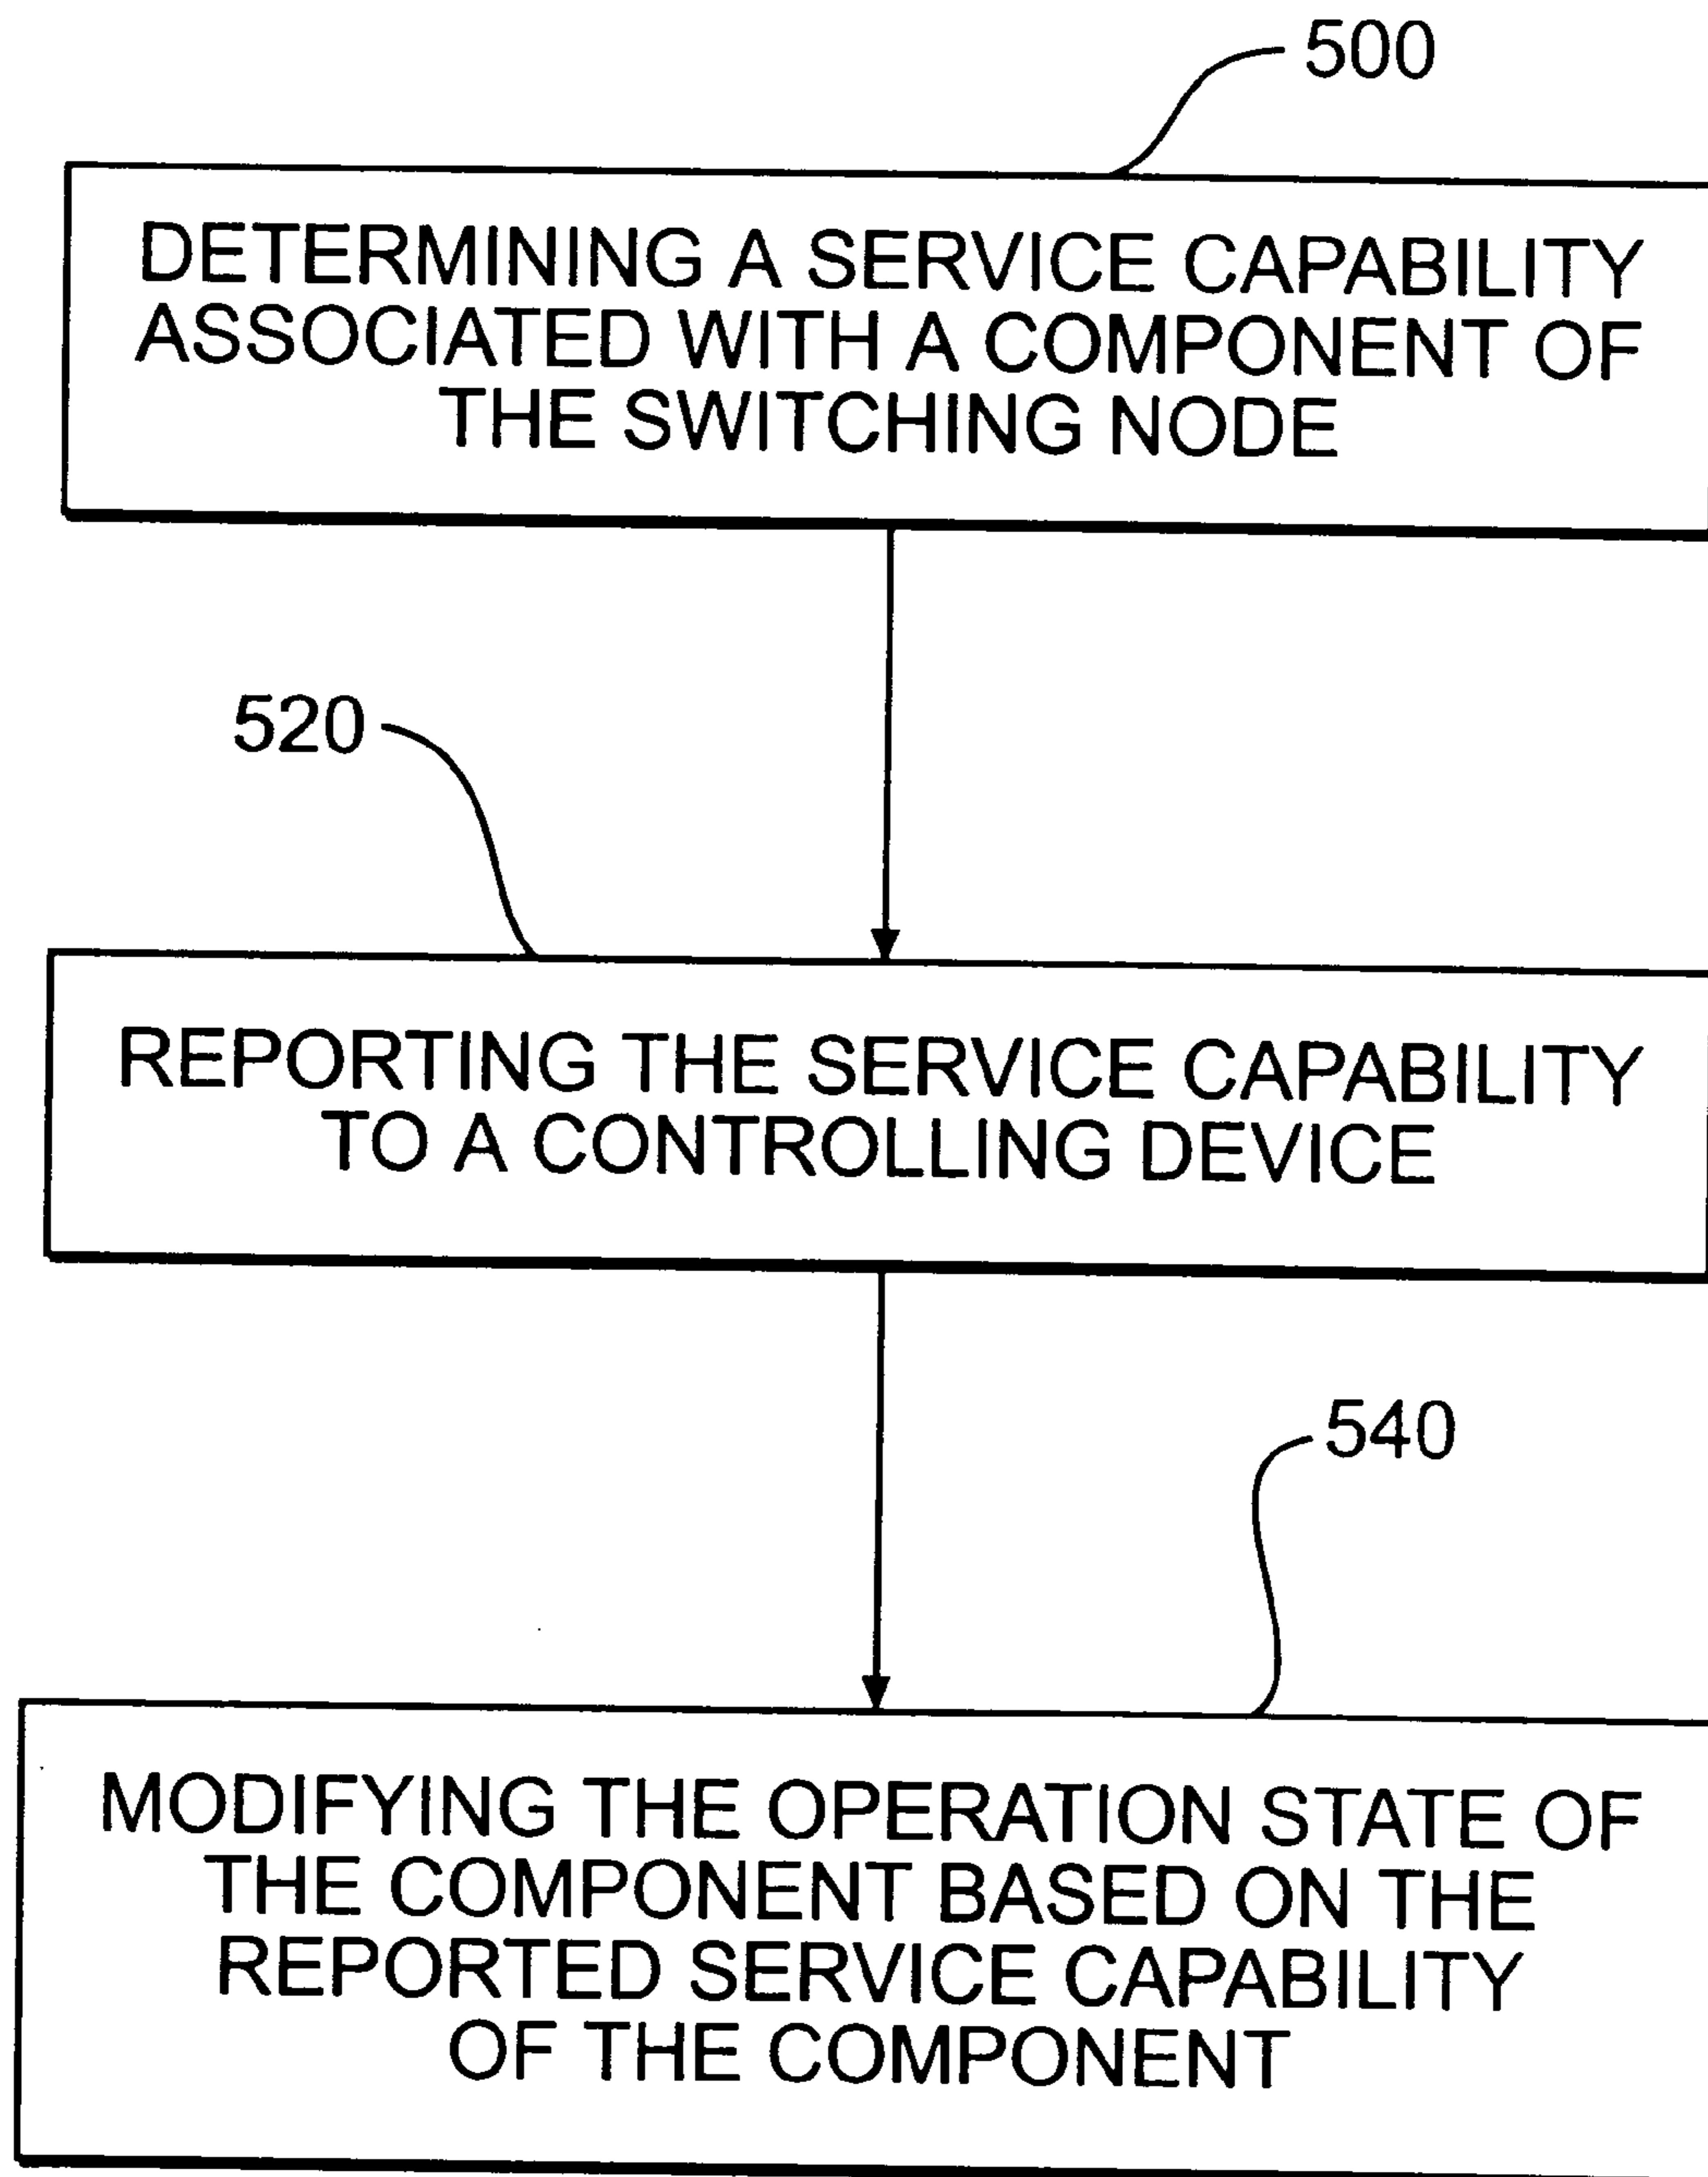 500
DETERMINING A SERVICE CAPABILITY
ASSOCIATED WITH A COMPONENT OF
THE SWITCHING NODE
520
REPORTING THE SERVICE CAPABILITY
TO A CONTROLLING DEVICE
540
MODIFYING THE OPERATION STATE OF
THE COMPONENT BASED ON THE
REPORTED SERVICE CAPABILITY
OF THE COMPONENT